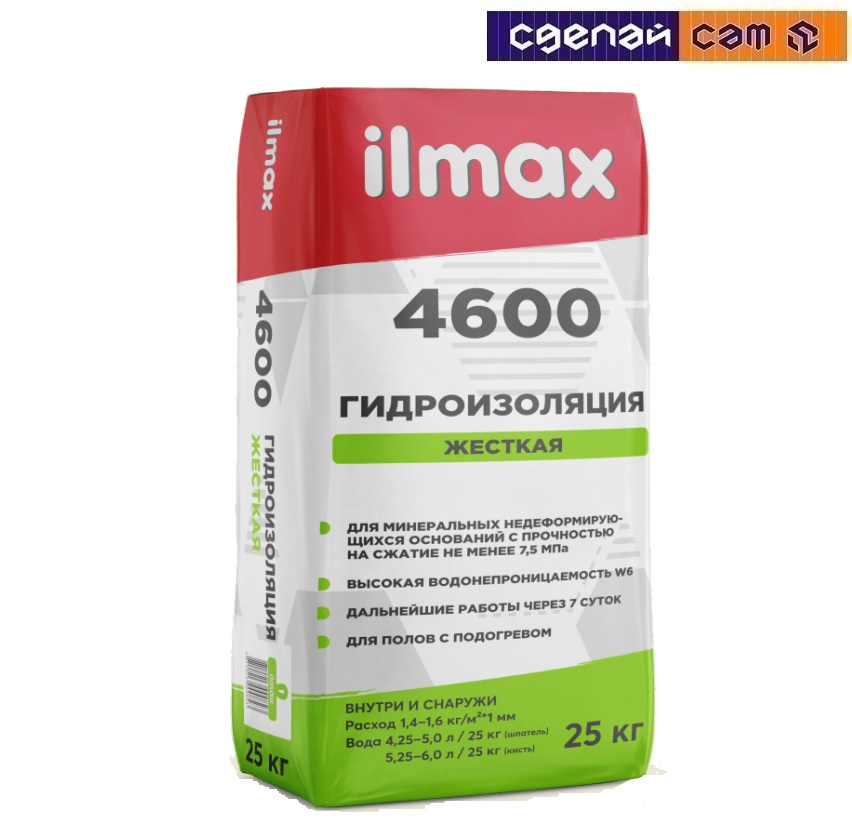 сделай сам
ilmax
4600
ГИДРОИЗОЛЯЦИЯ
ЖЕСТКАЯ
ДЛЯ МИНЕРАЛЬНЫХ НЕДЕФОРМИРУЮ-
ЩИХСЯ ОСНОВАНИЙ С ПРОЧНОСТЬЮ
НА СЖАТИЕ НЕ МЕНЕЕ 7,5 МПа
ВЫСОКАЯ ВОДОНЕПРОНИЦАЕМОСТЬ W6
ДАЛЬНЕЙШИЕ РАБОТЫ ЧЕРЕЗ 7 СУТОК
ДЛЯ ПОЛОВ С ПОДОГРЕВОМ
ВНУТРИ И СНАРУЖИ
Расход 1,4–1,6 кг/м²*1 мм
Вода 4,25–5,0 л / 25 кг (шпатель)
5,25–6,0 л / 25 кг (кисть)
25 кг
ilmax
4600
ГИДРОИЗОЛЯЦИЯ
ЖЕСТКАЯ
ilmax
25 кг